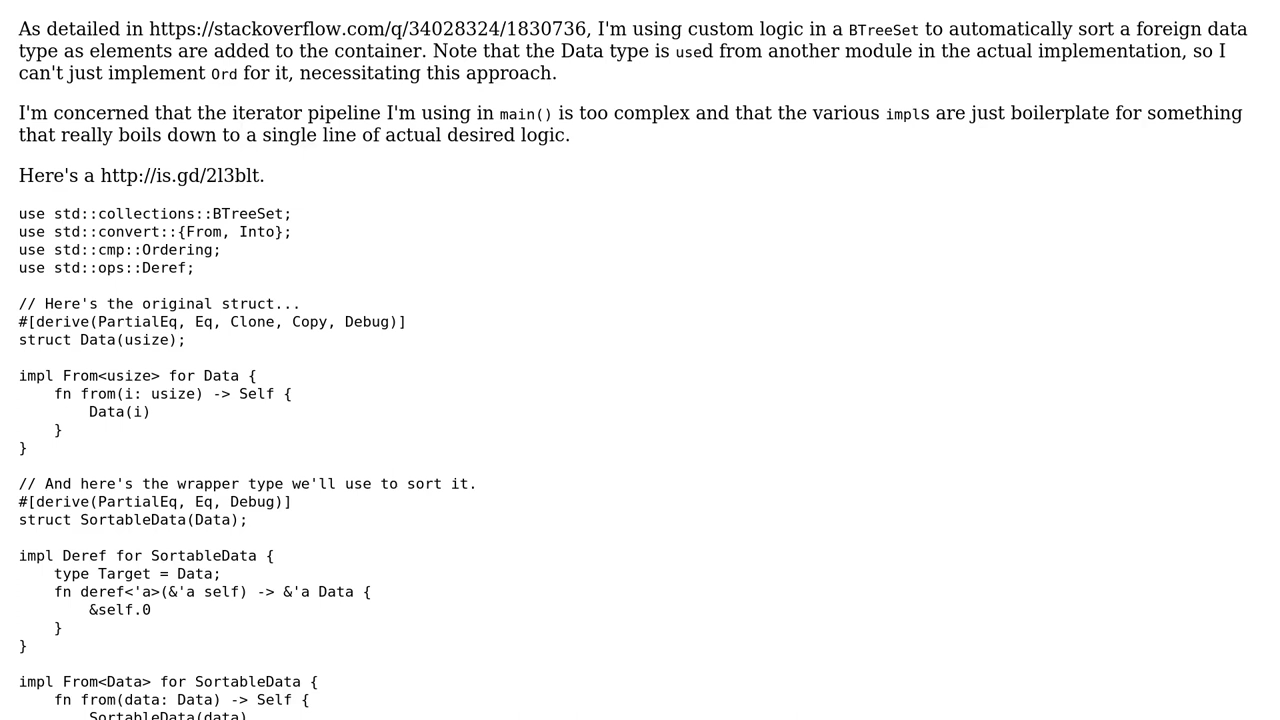 As detailed in https://stackoverflow.com/q/34028324/1830736, I'm using custom logic in a BTreeSet to automatically sort a foreign data
type as elements are added to the container. Note that the Data type is used from another module in the actual implementation, so I
can't just implement Ord for it, necessitating this approach.

I'm concerned that the iterator pipeline I'm using in main() is too complex and that the various impls are just boilerplate for something
that really boils down to a single line of actual desired logic.

Here's a http://is.gd/2l3blt.

use std::collections::BTreeSet;
use std::convert::{From, Into};
use std::cmp::Ordering;
use std::ops::Deref;

// Here's the original struct...
#[derive(PartialEq, Eq, Clone, Copy, Debug)]
struct Data(usize);

impl From<usize> for Data {
    fn from(i: usize) -> Self {
        Data(i)
    }
}

// And here's the wrapper type we'll use to sort it.
#[derive(PartialEq, Eq, Debug)]
struct SortableData(Data);

impl Deref for SortableData {
    type Target = Data;
    fn deref<'a>(&'a self) -> &'a Data {
        &self.0
    }
}

impl From<Data> for SortableData {
    fn from(data: Data) -> Self {
        SortableData(data)